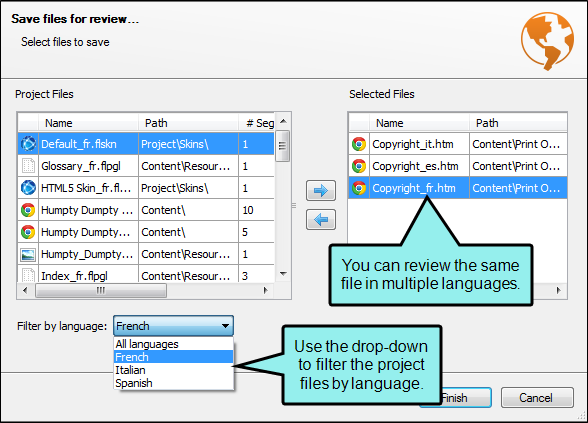 Save files for review...
Select files to save
Project Files
Name Path # Seg
Default_fr.flskn Project\Skins\ 1
Glossary_fr.flpgl Content\Resour... 1
HTML5 Skin_fr.fl... Project\Skins\ 1
Humpty Dumpty ... Content\ 10
Humpty Dumpty ... Content\ 5
Humpty_Dumpty... Content\Resour... 1
Index_fr.flpgl Content\Resour... 3
Selected Files
Name Path
Copyright_it.htm Content\Print O...
Copyright_es.htm Content\Print O...
Copyright_fr.htm Content\Print O...
You can review the same
file in multiple languages.
Filter by language: French
All languages
French
Italian
Spanish
Use the drop-down
to filter the project
files by language.
Finish Cancel